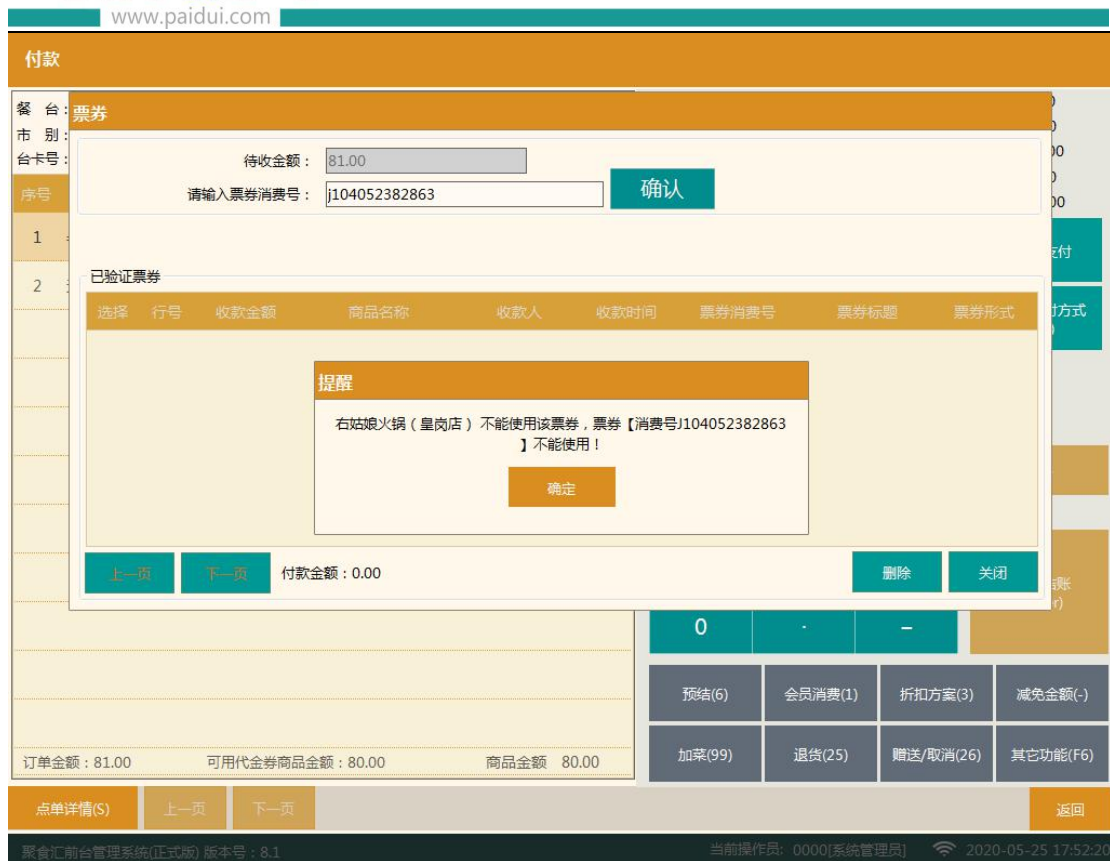 www.paidui.com
付款
餐 台：
市 别：
台卡号：
票券
待收金额：
81.00
请输入票券消费号：
j104052382863
确认
序号
1
2
已验证票券
选择 行号 收款金额 商品名称 收款人 收款时间 票券消费号 票券标题 票券形式
提醒
右姑娘火锅（皇岗店）不能使用该票券，票券【消费号J104052382863
】不能使用！
确定
上一页
下一页
付款金额：0.00
删除
关闭
支付
付方式
结账
0
.
-
预结(6)
会员消费(1)
折扣方案(3)
减免金额(-)
加菜(99)
退货(25)
赠送/取消(26)
其它功能(F6)
订单金额：81.00
可用代金券商品金额：80.00
商品金额 80.00
点单详情(S)
上一页
下一页
返回
聚食汇前台管理系统(正式版) 版本号：8.1
当前操作员: 0000[系统管理员]
2020-05-25 17:52:20